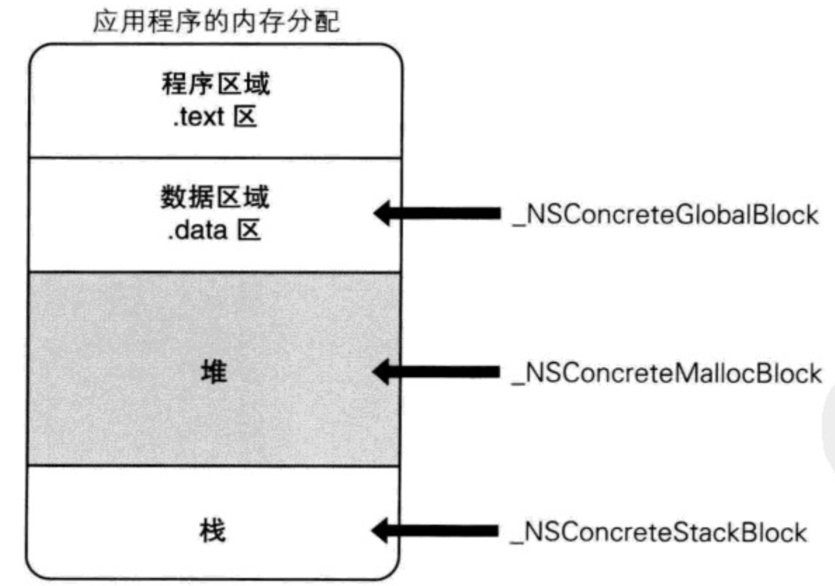 应用程序的内存分配
程序区域
.text 区
数据区域
.data 区
_NSConcreteGlobalBlock
堆
_NSConcreteMallocBlock
栈
_NSConcreteStackBlock